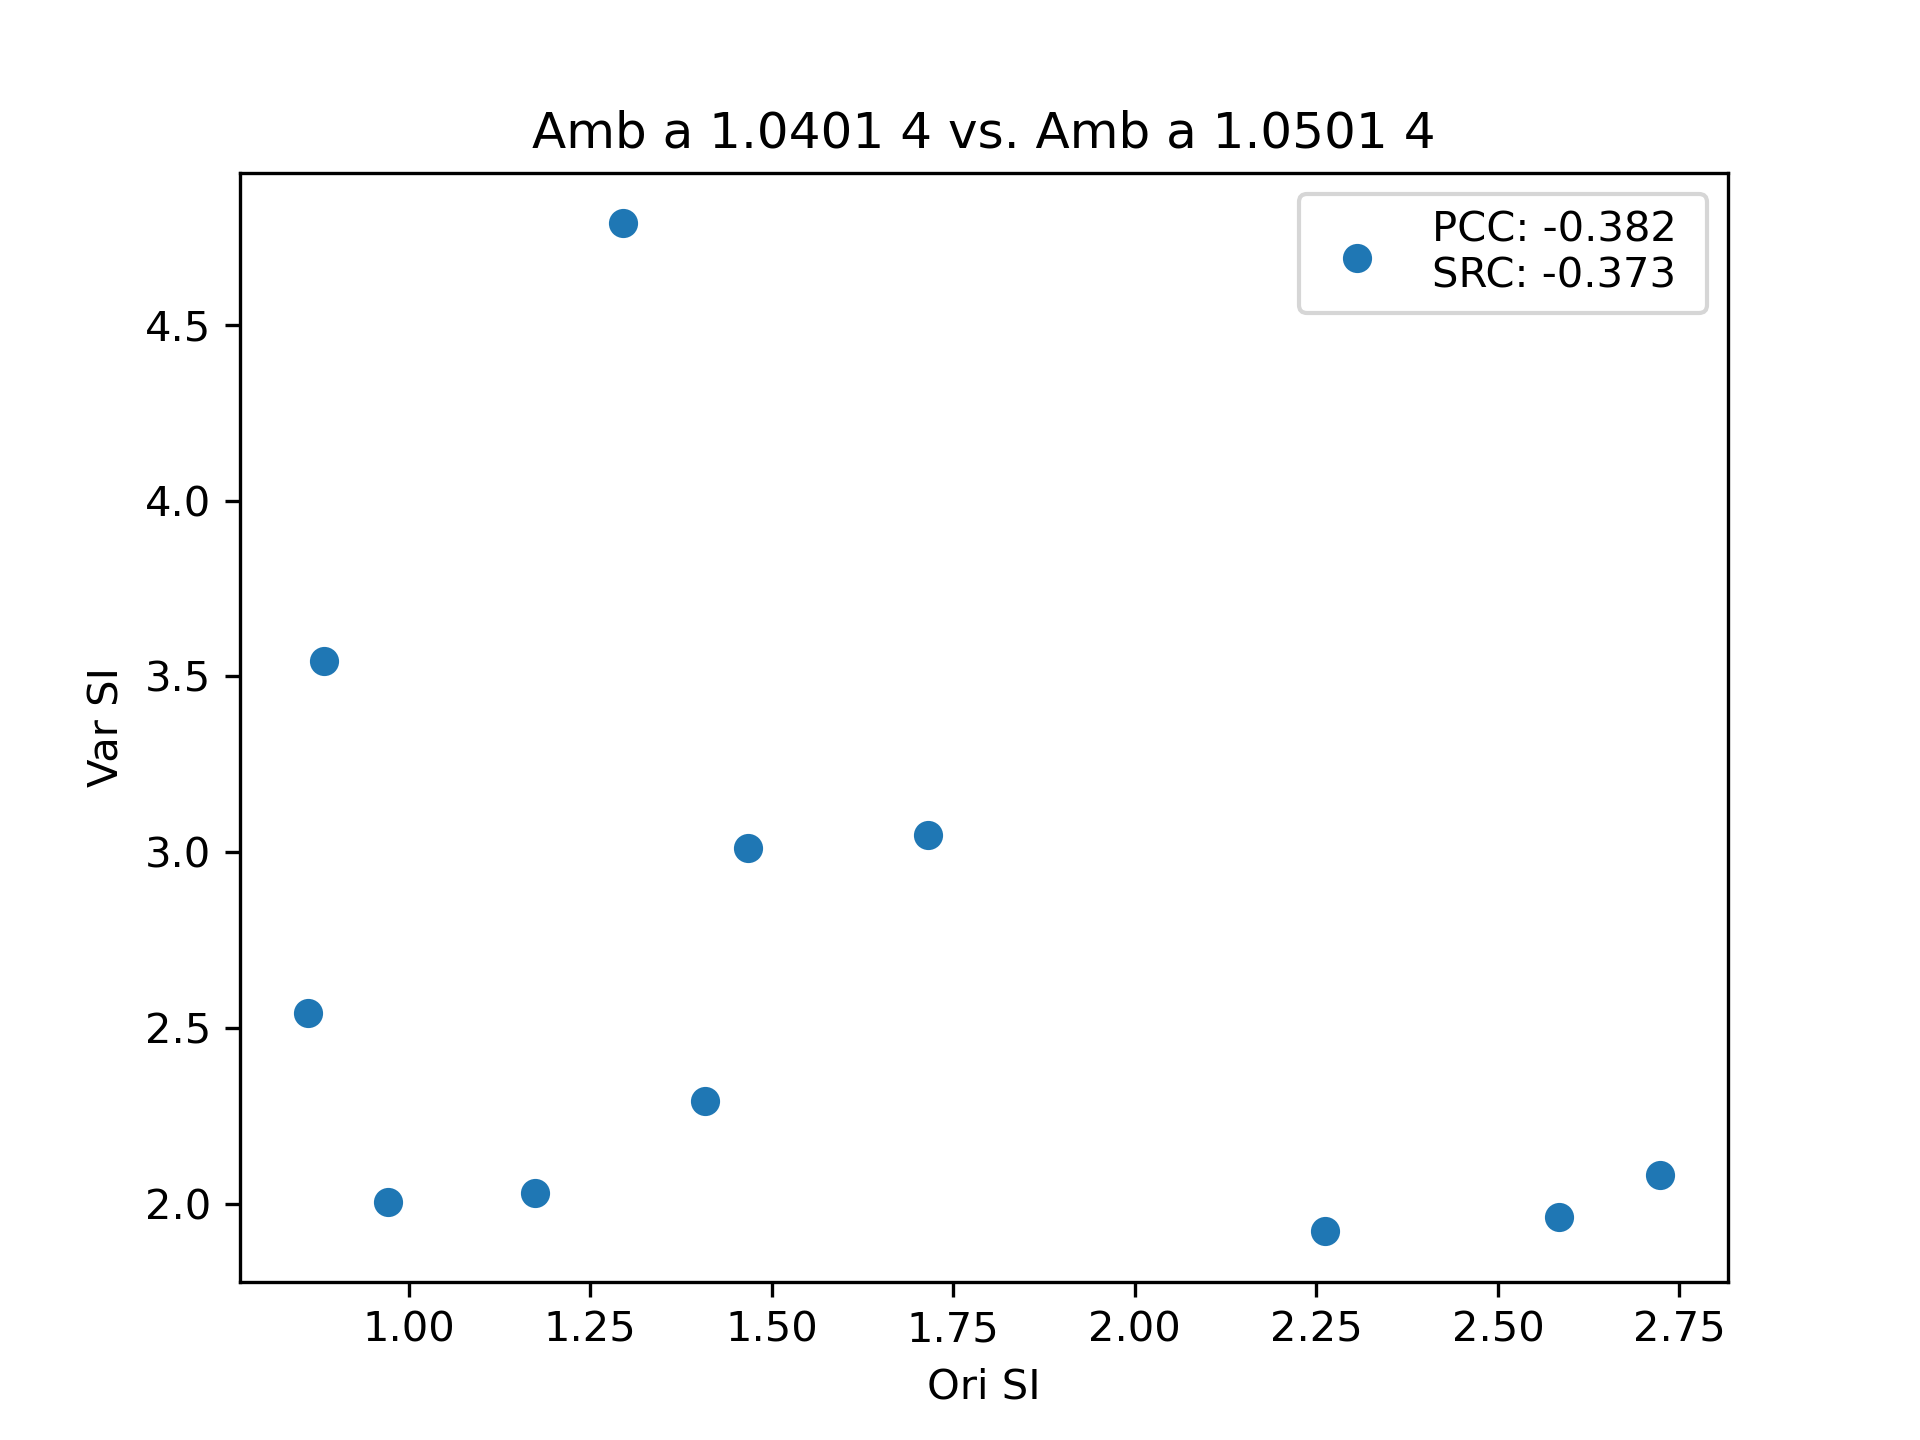 Amb a 1.0401 4 vs. Amb a 1.0501 4
PCC: -0.382
SRC: -0.373
4.5
4.0
3.5
3.0
2.5
2.0
Var SI
1.00 1.25 1.50 1.75 2.00 2.25 2.50 2.75
Ori SI